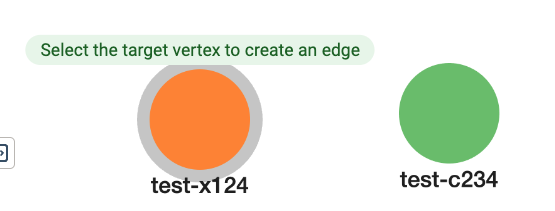 Select the target vertex to create an edge
test-x124
test-c234